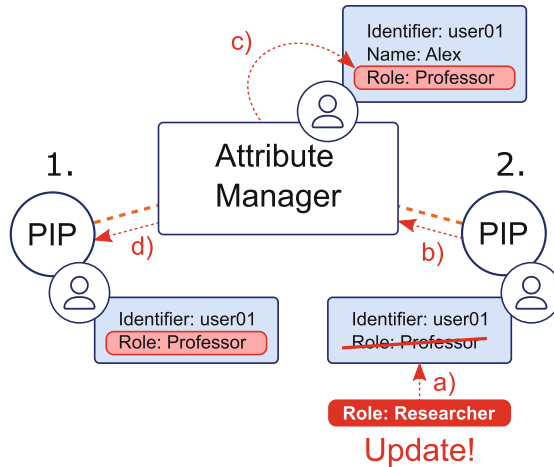 c)
Identifier: user01
Name: Alex
Role: Professor
Attribute
Manager
1.
PIP
d)
2.
PIP
b)
Identifier: user01
Role: Professor
Identifier: user01
Role: Professor
a)
Role: Researcher
Update!